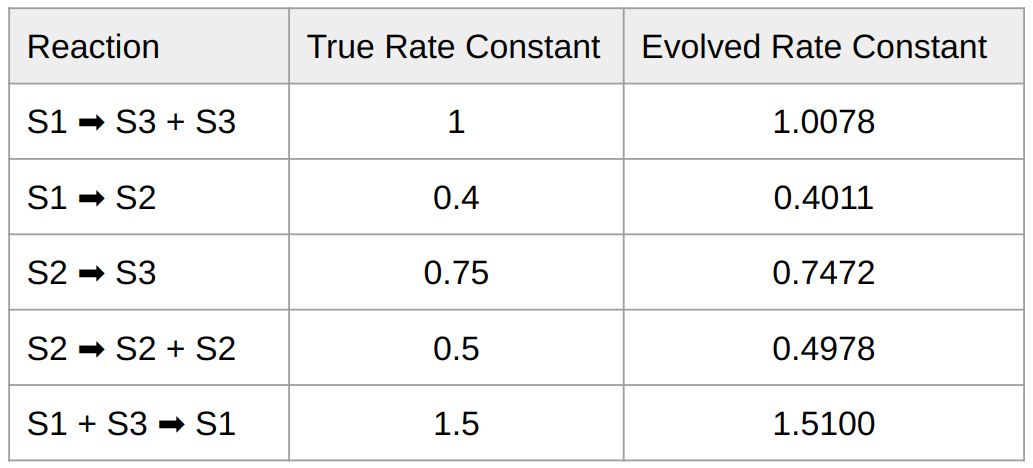 Reaction True Rate Constant Evolved Rate Constant
S1 ➡ S3 + S3 1 1.0078
S1 ➡ S2 0.4 0.4011
S2 ➡ S3 0.75 0.7472
S2 ➡ S2 + S2 0.5 0.4978
S1 + S3 ➡ S1 1.5 1.5100